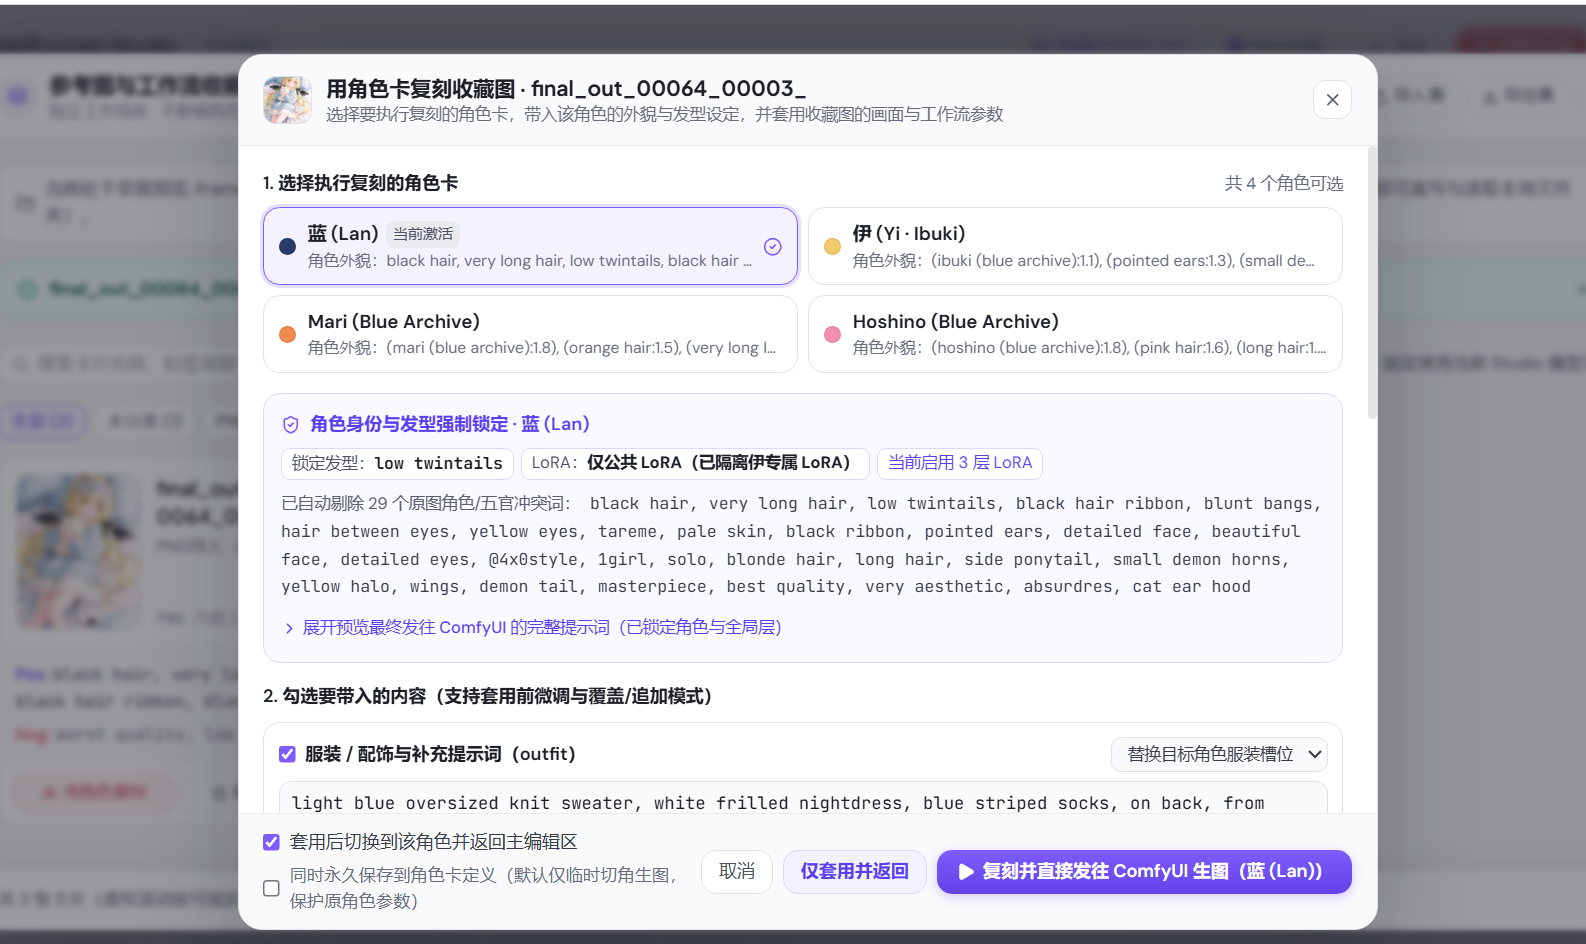 用角色卡复刻收藏图 · final_out_00064_00003_
选择要执行复刻的角色卡，带入该角色的外貌与发型设定，并套用收藏图的画面与工作流参数
1. 选择执行复刻的角色卡
共 4 个角色可选
蓝 (Lan) 当前激活
角色外貌：black hair, very long hair, low twintails, black hair ...
伊 (Yi · Ibuki)
角色外貌：(ibuki (blue archive):1.1), (pointed ears:1.3), (small de...
Mari (Blue Archive)
角色外貌：(mari (blue archive):1.8), (orange hair:1.5), (very long l...
Hoshino (Blue Archive)
角色外貌：(hoshino (blue archive):1.8), (pink hair:1.6), (long hair:1....
角色身份与发型强制锁定 · 蓝 (Lan)
锁定发型：low twintails
LoRA：仅公共 LoRA（已隔离伊专属 LoRA）
当前启用 3 层 LoRA
已自动剔除 29 个原图角色/五官冲突词： black hair, very long hair, low twintails, black hair ribbon, blunt bangs,
hair between eyes, yellow eyes, tareme, pale skin, black ribbon, pointed ears, detailed face, beautiful
face, detailed eyes, @4x0style, 1girl, solo, blonde hair, long hair, side ponytail, small demon horns,
yellow halo, wings, demon tail, masterpiece, best quality, very aesthetic, absurdres, cat ear hood
展开预览最终发往 ComfyUI 的完整提示词（已锁定角色与全局层）
2. 勾选要带入的内容（支持套用前微调与覆盖/追加模式）
服装 / 配饰与补充提示词（outfit）
替换目标角色服装槽位
light blue oversized knit sweater, white frilled nightdress, blue striped socks, on back, from
套用后切换到该角色并返回主编辑区
同时永久保存到角色卡定义（默认仅临时切角生图，
保护原角色参数）
取消
仅套用并返回
复刻并直接发往 ComfyUI 生图（蓝 (Lan)）